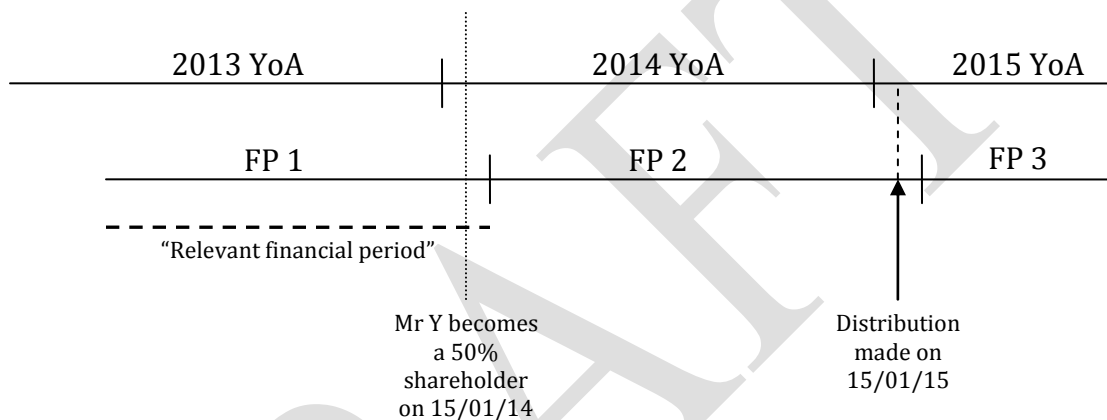 2013 YoA 2014 YoA 2015 YoA
FP 1 FP 2 FP 3
“Relevant financial period”
Mr Y becomes
a 50%
shareholder
on 15/01/14
Distribution
made on
15/01/15